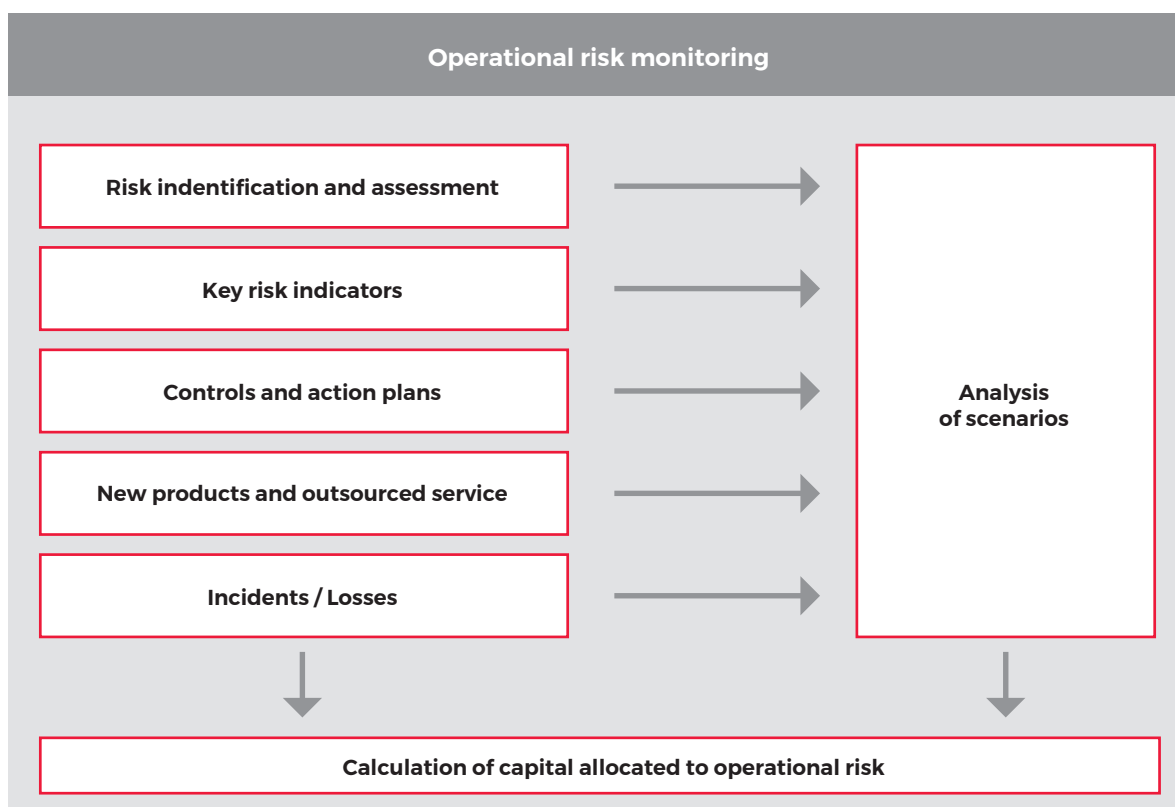 Operational risk monitoring
Risk indentification and assessment
Key risk indicators
Controls and action plans
New products and outsourced service
Incidents / Losses
Analysis
of scenarios
Calculation of capital allocated to operational risk